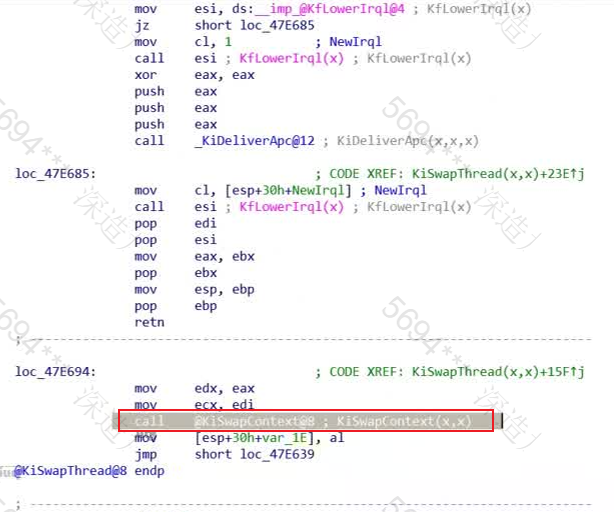 mov esi, ds:__imp_@KfLowerIrql@4 ; KfLowerIrql(x)
jz short loc_47E685
mov cl, 1 ; NewIrql
call esi ; KfLowerIrql(x) ; KfLowerIrql(x)
xor eax, eax
push eax
push eax
push eax
call _KiDeliverApc@12 ; KiDeliverApc(x,x,x)
loc_47E685: ; CODE XREF: KiSwapThread(x,x)+23E↑j
mov cl, [esp+30h+NewIrql] ; NewIrql
call esi ; KfLowerIrql(x) ; KfLowerIrql(x)
pop edi
pop esi
mov eax, ebx
pop ebx
mov esp, ebp
pop ebp
retn
; ---------------------------------------------------------------------------
loc_47E694: ; CODE XREF: KiSwapThread(x,x)+15F↑j
mov edx, eax
mov ecx, edi
call @KiSwapContext@8 ; KiSwapContext(x,x)
mov [esp+30h+var_1E], al
jmp short loc_47E639
@KiSwapThread@8 endp
; ---------------------------------------------------------------------------
5694***
深造
5694***
深造
5694***
深造
5694***
深造